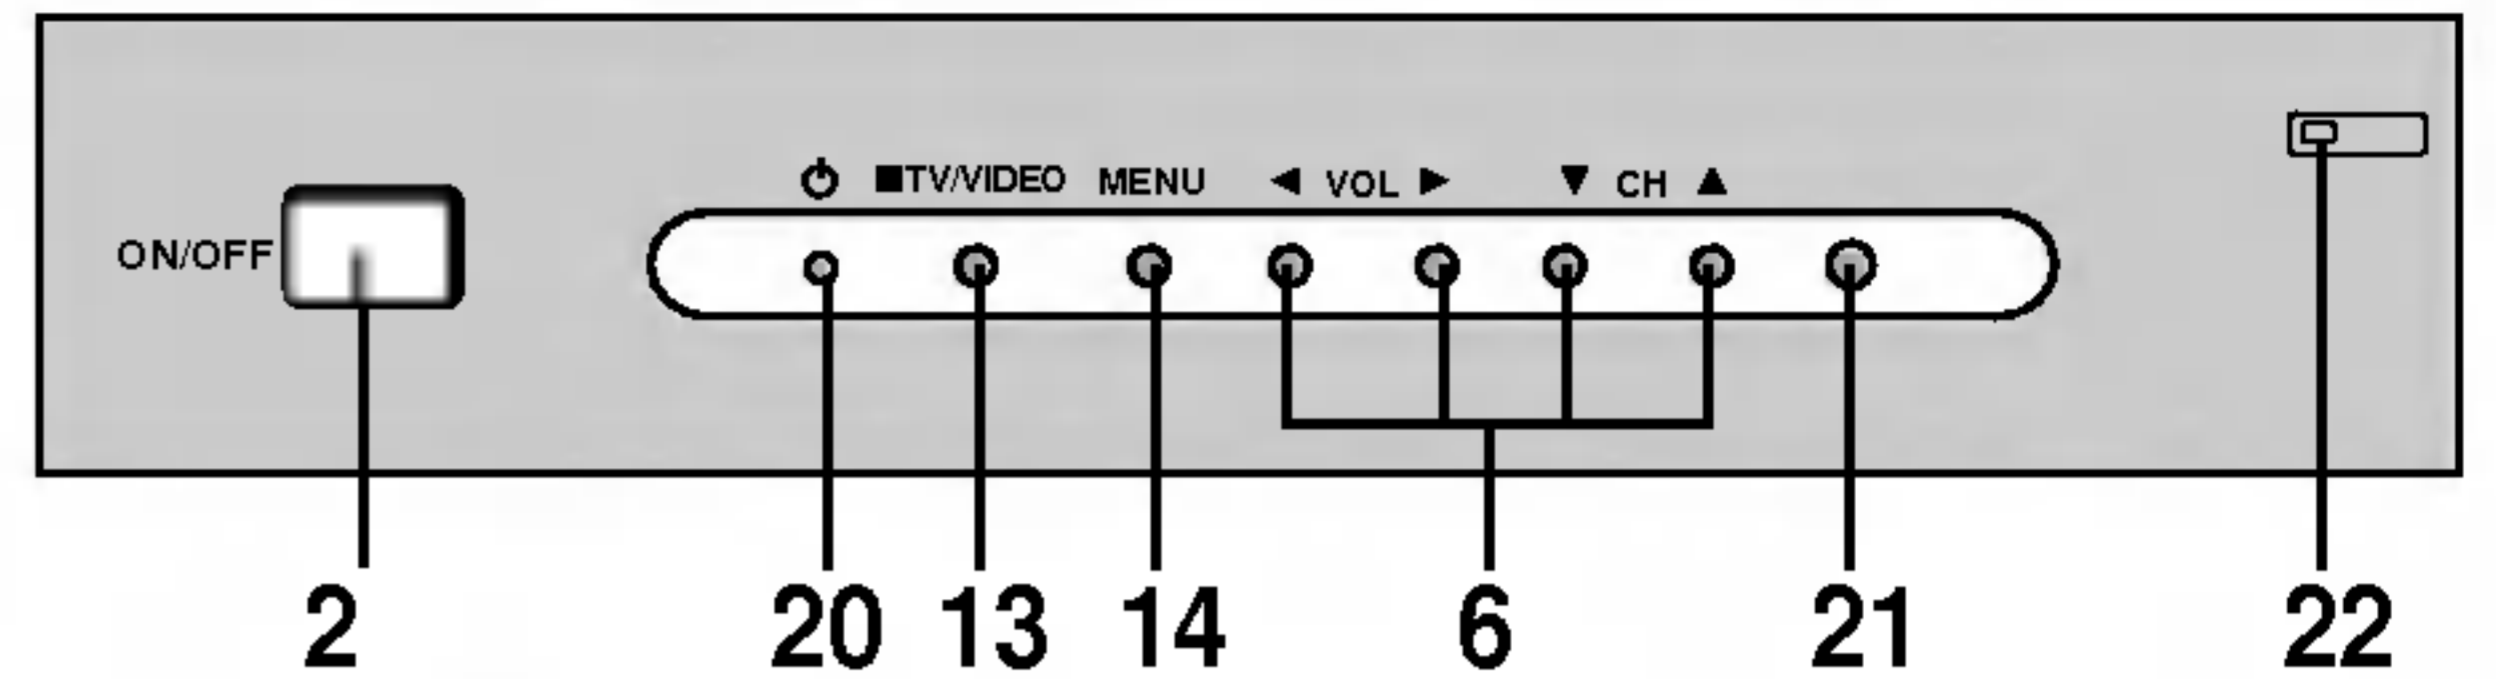 ⏻ ■TV/VIDEO MENU ◀ VOL ▶ ▼ CH ▲
ON/OFF
2 20 13 14 6 21 22